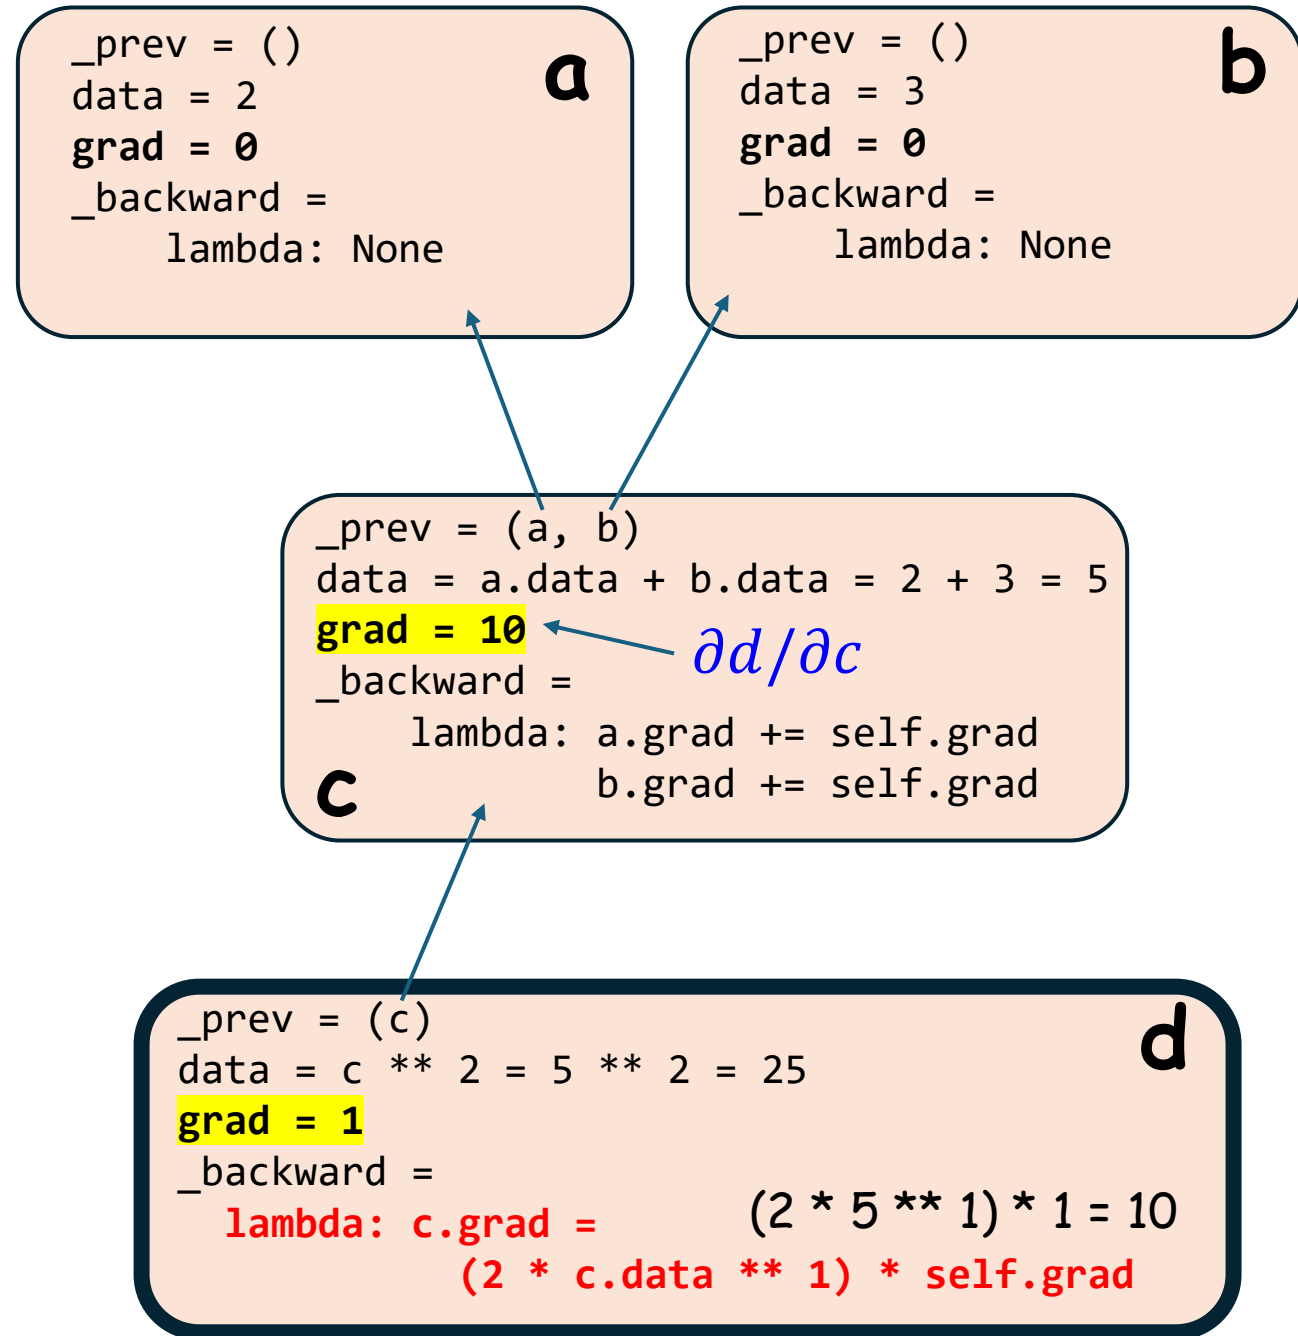 _prev = ()
data = 2
grad = 0
_backward =
lambda: None
a
_prev = ()
data = 3
grad = 0
_backward =
lambda: None
b
_prev = (a, b)
data = a.data + b.data = 2 + 3 = 5
grad = 10
∂d/∂c
_backward =
lambda: a.grad += self.grad
b.grad += self.grad
c
_prev = (c)
data = c ** 2 = 5 ** 2 = 25
grad = 1
_backward =
lambda: c.grad =
(2 * c.data ** 1) * self.grad
(2 * 5 ** 1) * 1 = 10
d